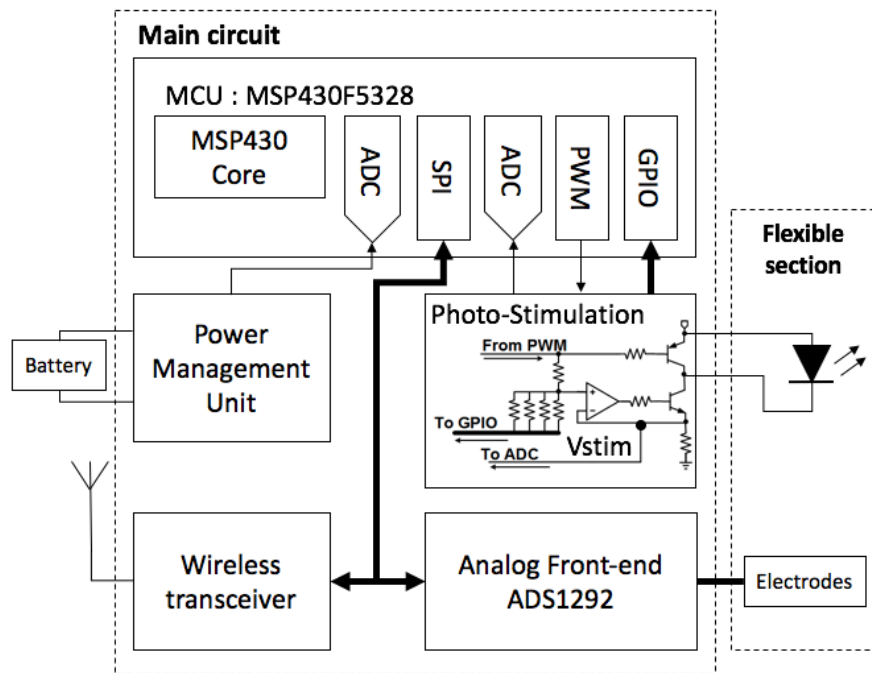 Main circuit
MCU : MSP430F5328
MSP430
Core
ADC
SPI
ADC
PWM
GPIO
Flexible
section
Battery
Power
Management
Unit
Photo-Stimulation
From PWM
+
-
To GPIO
Vstim
To ADC
Wireless
transceiver
Analog Front-end
ADS1292
Electrodes